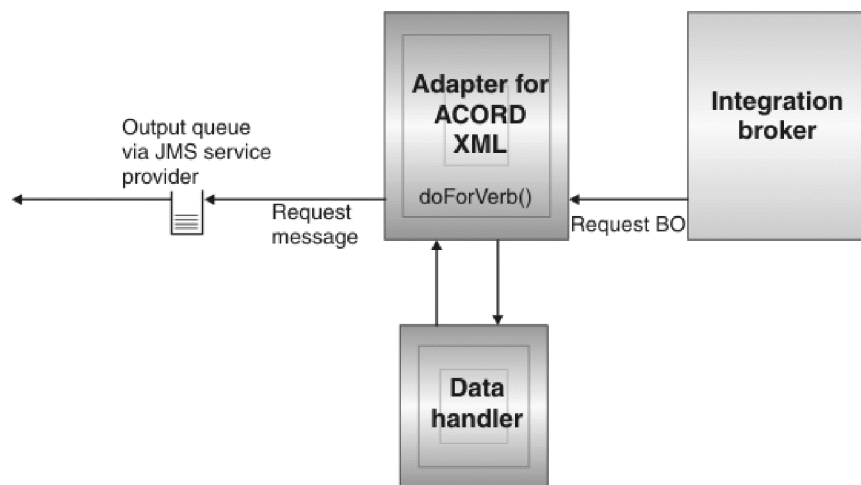 Adapter for
ACORD
XML
doForVerb()
Integration
broker
Output queue
via JMS service
provider
Request
message
Request BO
Data
handler